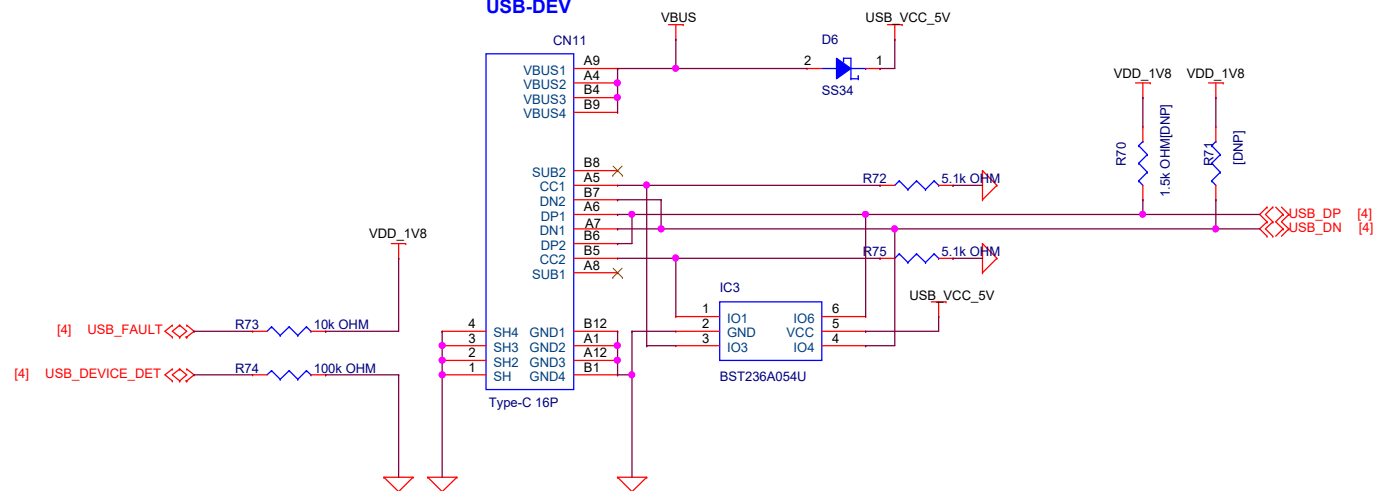 USB-DEV
VBUS
USB_VCC_5V
CN11
D6
VBUS1 A9
VBUS2 A4
VBUS3 B4
VBUS4 B9
2
1
SS34
VDD_1V8
VDD_1V8
R70
1.5k OHM[DNP]
R71
[DNP]
SUB2 B8
CC1 A5
DN2 B7
DP1 A6
DN1 A7
DP2 B6
CC2 B5
SUB1 A8
R72 5.1k OHM
USB_DP [4]
USB_DN [4]
R75 5.1k OHM
VDD_1V8
IC3
USB_VCC_5V
1 IO1 IO6 6
2 GND VCC 5
3 IO3 IO4 4
BST236A054U
[4] USB_FAULT R73 10k OHM
[4] USB_DEVICE_DET R74 100k OHM
4 SH4 GND1 B12
3 SH3 GND2 A1
2 SH2 GND3 A12
1 SH GND4 B1
Type-C 16P